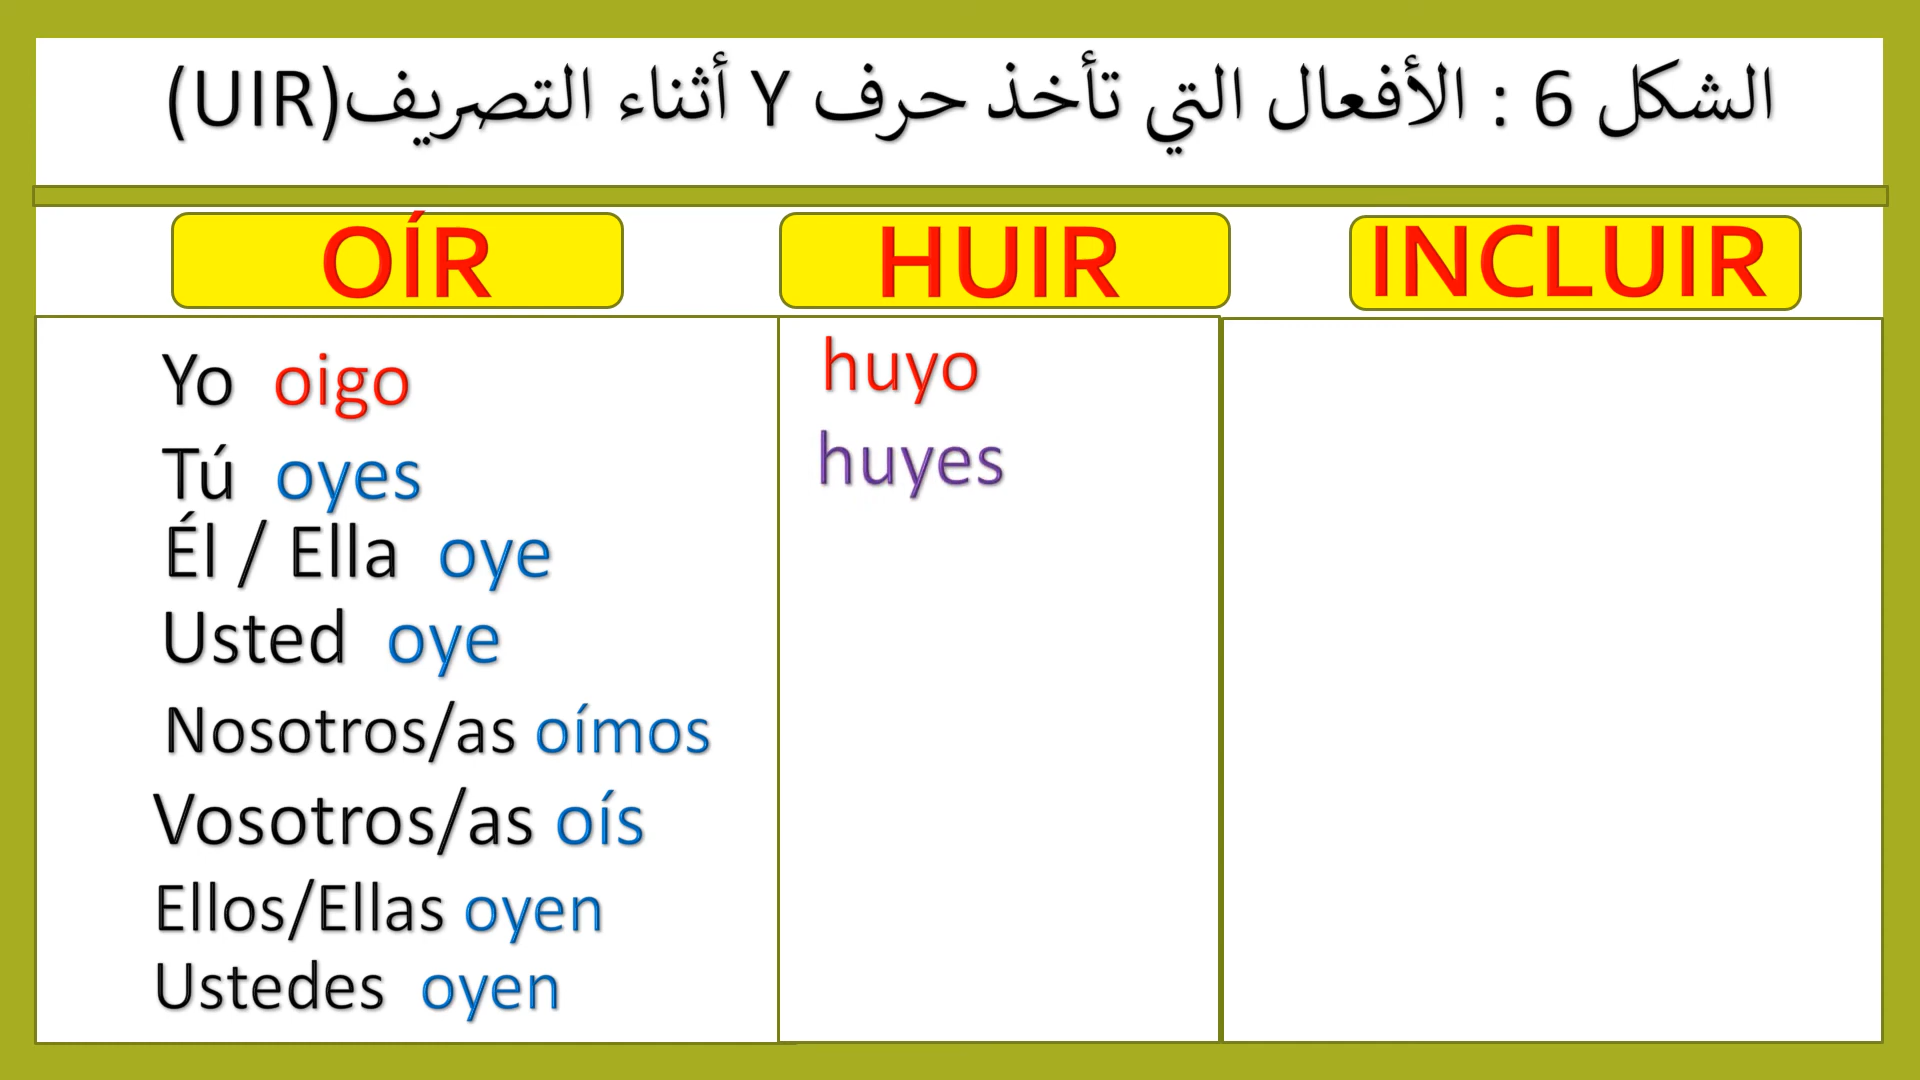 الشكل 6 : الأفعال التي تأخذ حرف Y أثناء التصريف(UIR)
OÍR
HUIR
INCLUIR
Yo oigo
Tú oyes
Él / Ella oye
Usted oye
Nosotros/as oímos
Vosotros/as oís
Ellos/Ellas oyen
Ustedes oyen
huyo
huyes